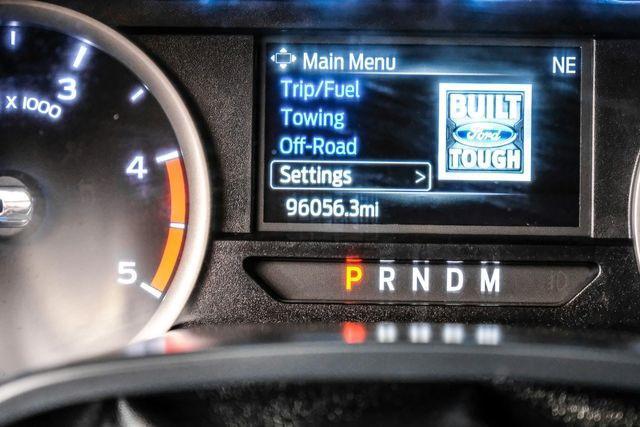 3
X 1000
4
5
Main Menu
NE
Trip/Fuel
Towing
Off-Road
Settings >
96056.3mi
BUILT
Ford
TOUGH
P R N D M